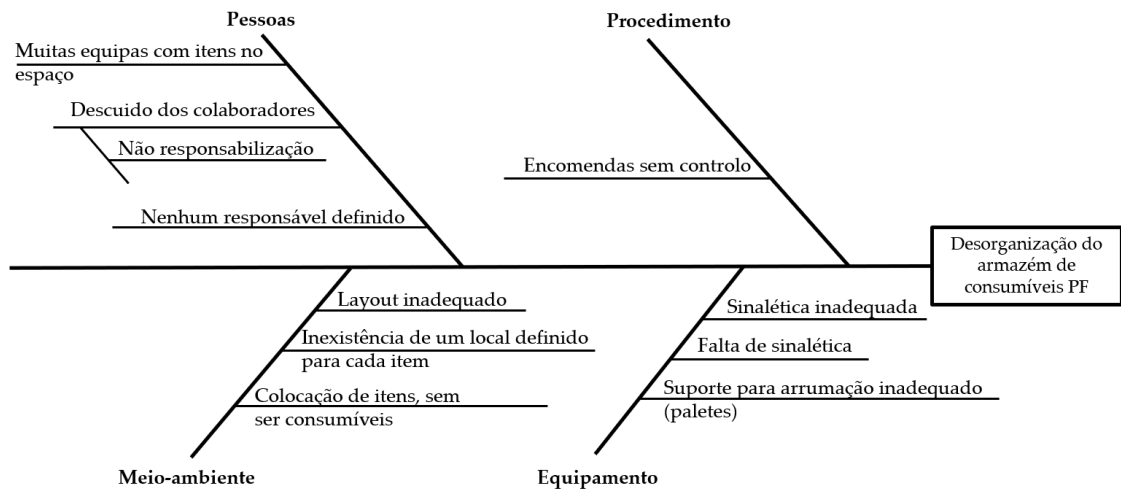 Pessoas
Procedimento
Muitas equipas com itens no
espaço
Descuido dos colaboradores
Não responsabilização
Encomendas sem controlo
Nenhum responsável definido
Desorganização do
armazém de
consumíveis PF
Layout inadequado
Inexistência de um local definido
para cada item
Colocação de itens, sem
ser consumíveis
Sinalética inadequada
Falta de sinalética
Suporte para arrumação inadequado
(paletes)
Meio-ambiente
Equipamento